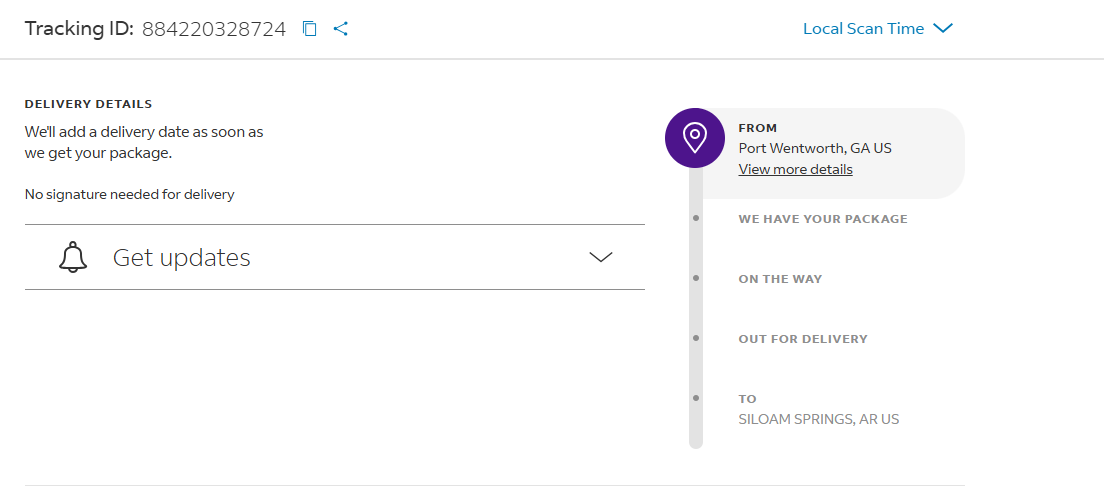 Tracking ID: 884220328724
Local Scan Time
DELIVERY DETAILS
We'll add a delivery date as soon as
we get your package.
No signature needed for delivery
Get updates
FROM
Port Wentworth, GA US
View more details
WE HAVE YOUR PACKAGE
ON THE WAY
OUT FOR DELIVERY
TO
SILOAM SPRINGS, AR US